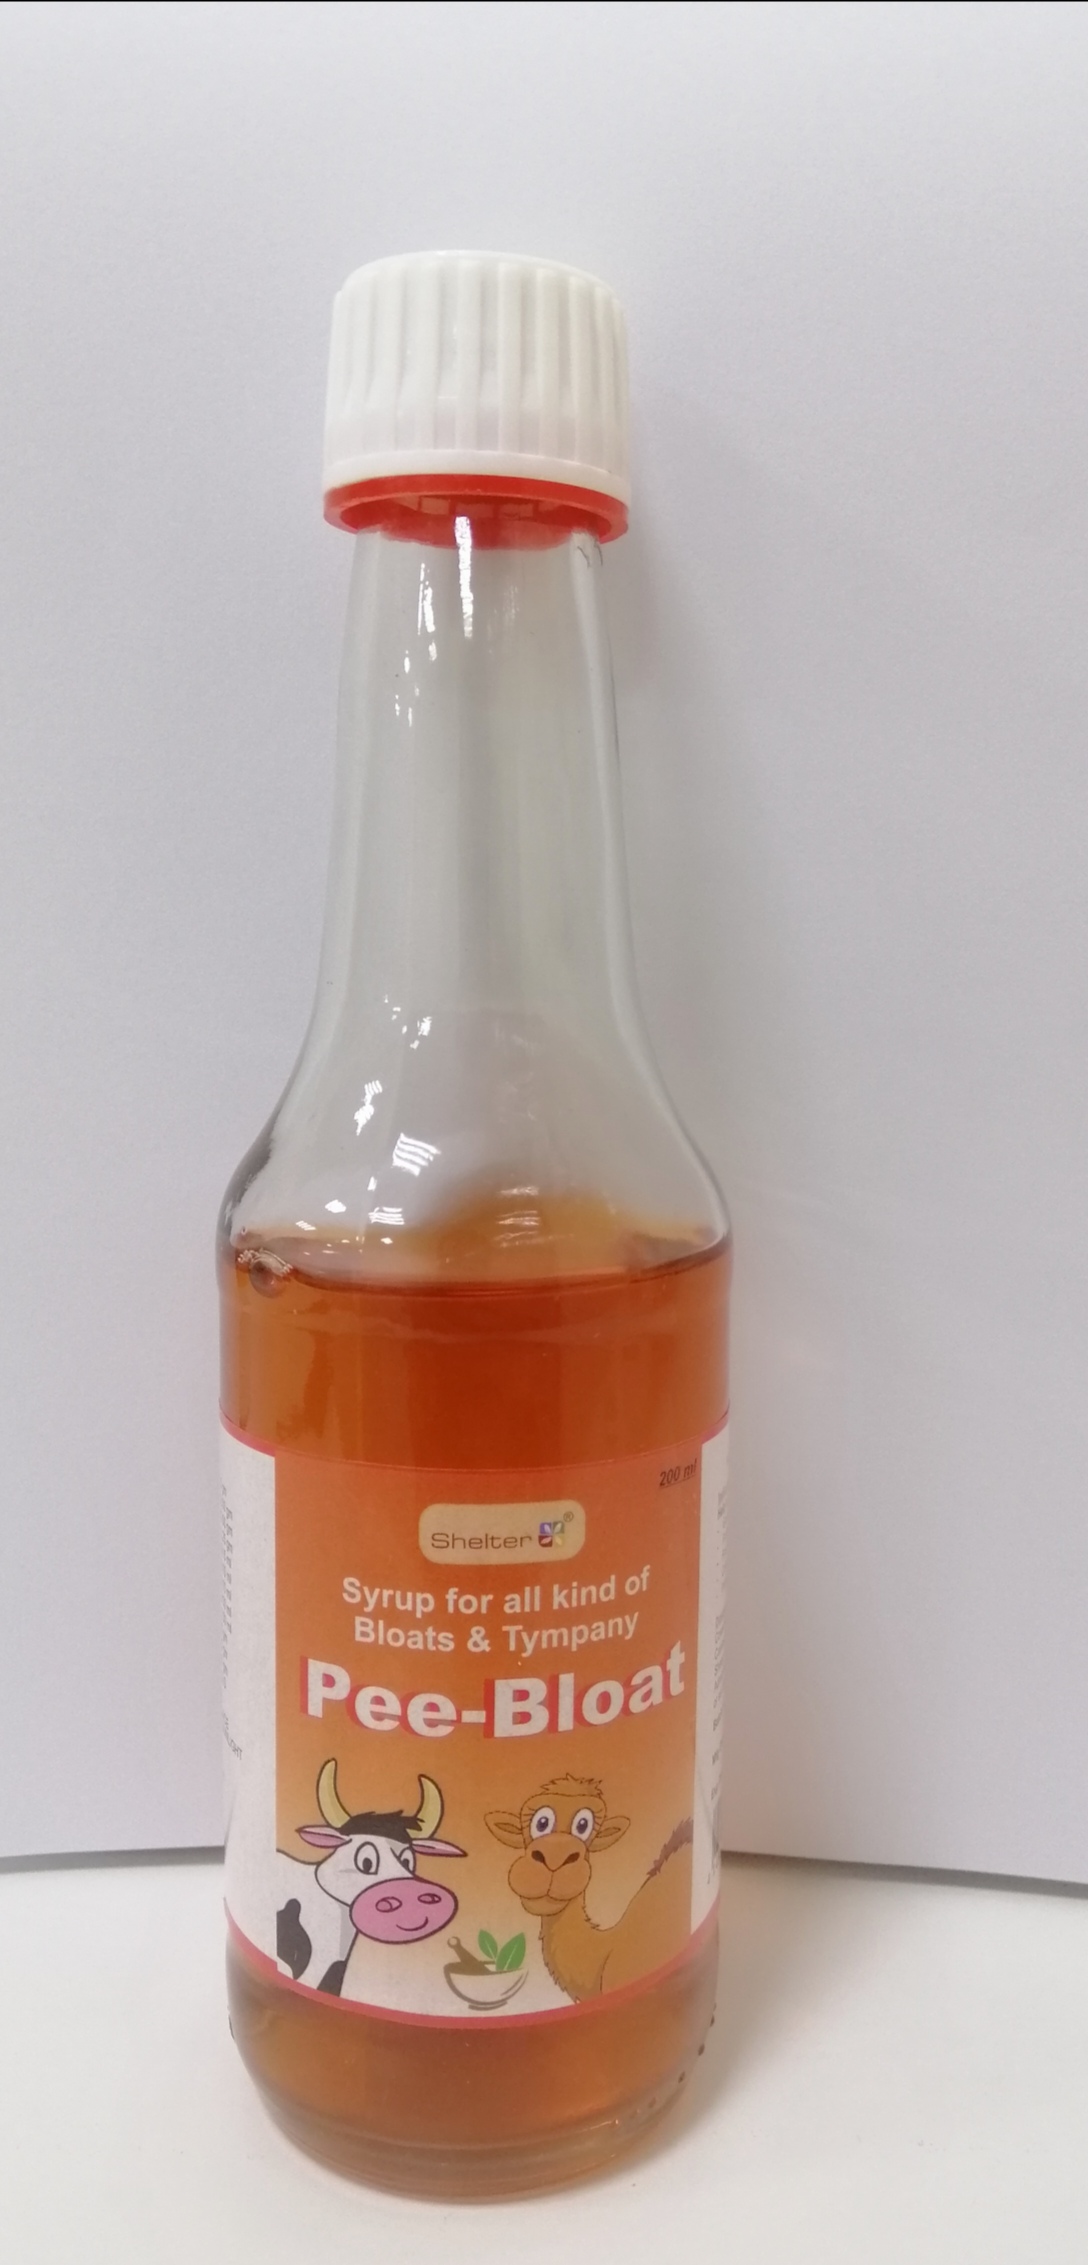 200 ml
Shelter ®
Syrup for all kind of
Bloats & Tympany
Pee-Bloat